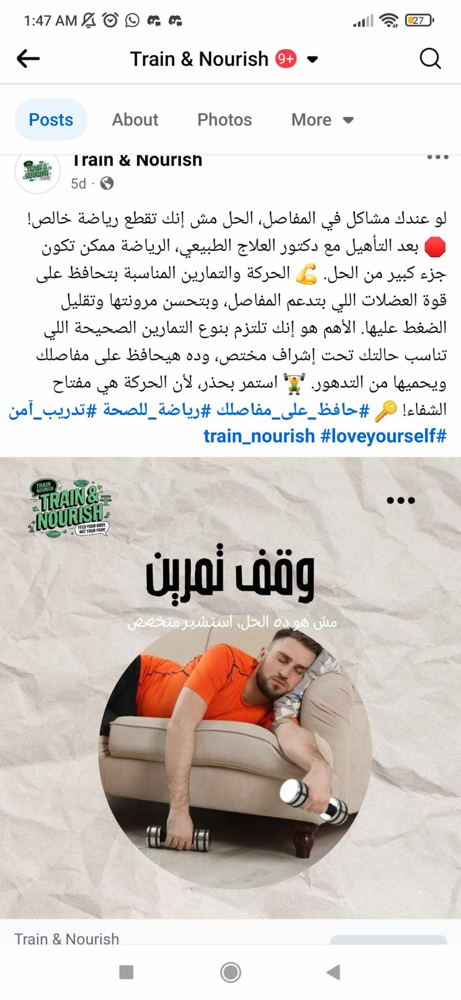 1:47 AM
27
Train & Nourish 9+
Posts About Photos More
Train & Nourish
5d ·
لو عندك مشاكل في المفاصل، الحل مش إنك تقطع رياضة خالص!
🛑 بعد التأهيل مع دكتور العلاج الطبيعي، الرياضة ممكن تكون
جزء كبير من الحل. 💪 الحركة والتمارين المناسبة بتحافظ على
قوة العضلات اللي بتدعم المفاصل، وبتحسن مرونتها وتقليل
الضغط عليها. الأهم هو إنك تلتزم بنوع التمارين الصحيحة اللي
تناسب حالتك تحت إشراف مختص، وده هيحافظ على مفاصلك
ويحميها من التدهور. 🏋️ استمر بحذر، لأن الحركة هي مفتاح
الشفاء! 🔑 #حافظ_على_مفاصلك #رياضة_للصحة #تدريب_آمن
#train_nourish #loveyourself
TRAIN
NOURISH
TRAIN &
NOURISH
FEED YOUR BODY,
NOT YOUR PAIN!
وقف تمرين
مش هو ده الحل، استشير متخصص
Train & Nourish